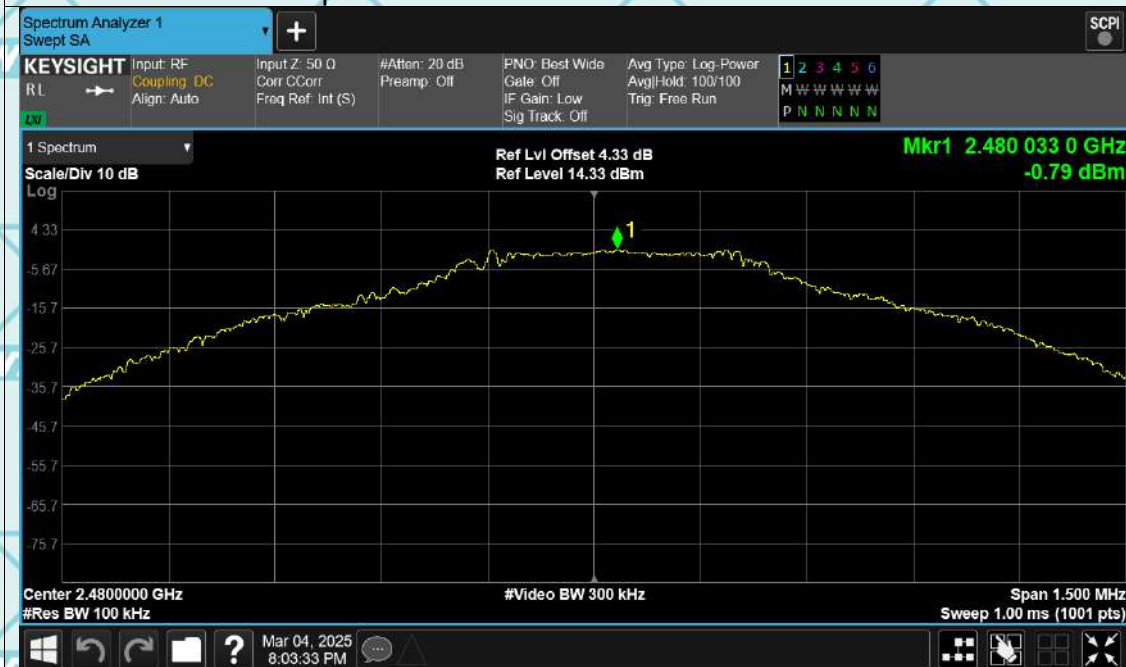 Spectrum Analyzer 1
Swept SA
+
SCPI
KEYSIGHT
RL
LXI
Input: RF
Coupling: DC
Align: Auto
Input Z: 50 Ω
Corr CCorr
Freq Ref: Int (S)
#Atten: 20 dB
Preamp: Off
PNO: Best Wide
Gate: Off
IF Gain: Low
Sig Track: Off
Avg Type: Log-Power
Avg|Hold: 100/100
Trig: Free Run
1 2 3 4 5 6
M W W W W W
P N N N N N
1 Spectrum
Scale/Div 10 dB
Log
Ref Lvl Offset 4.33 dB
Ref Level 14.33 dBm
Mkr1 2.480 033 0 GHz
-0.79 dBm
1
4.33
-5.67
-15.7
-25.7
-35.7
-45.7
-55.7
-65.7
-75.7
Center 2.4800000 GHz
#Res BW 100 kHz
#Video BW 300 kHz
Span 1.500 MHz
Sweep 1.00 ms (1001 pts)
?
Mar 04, 2025
8:03:33 PM